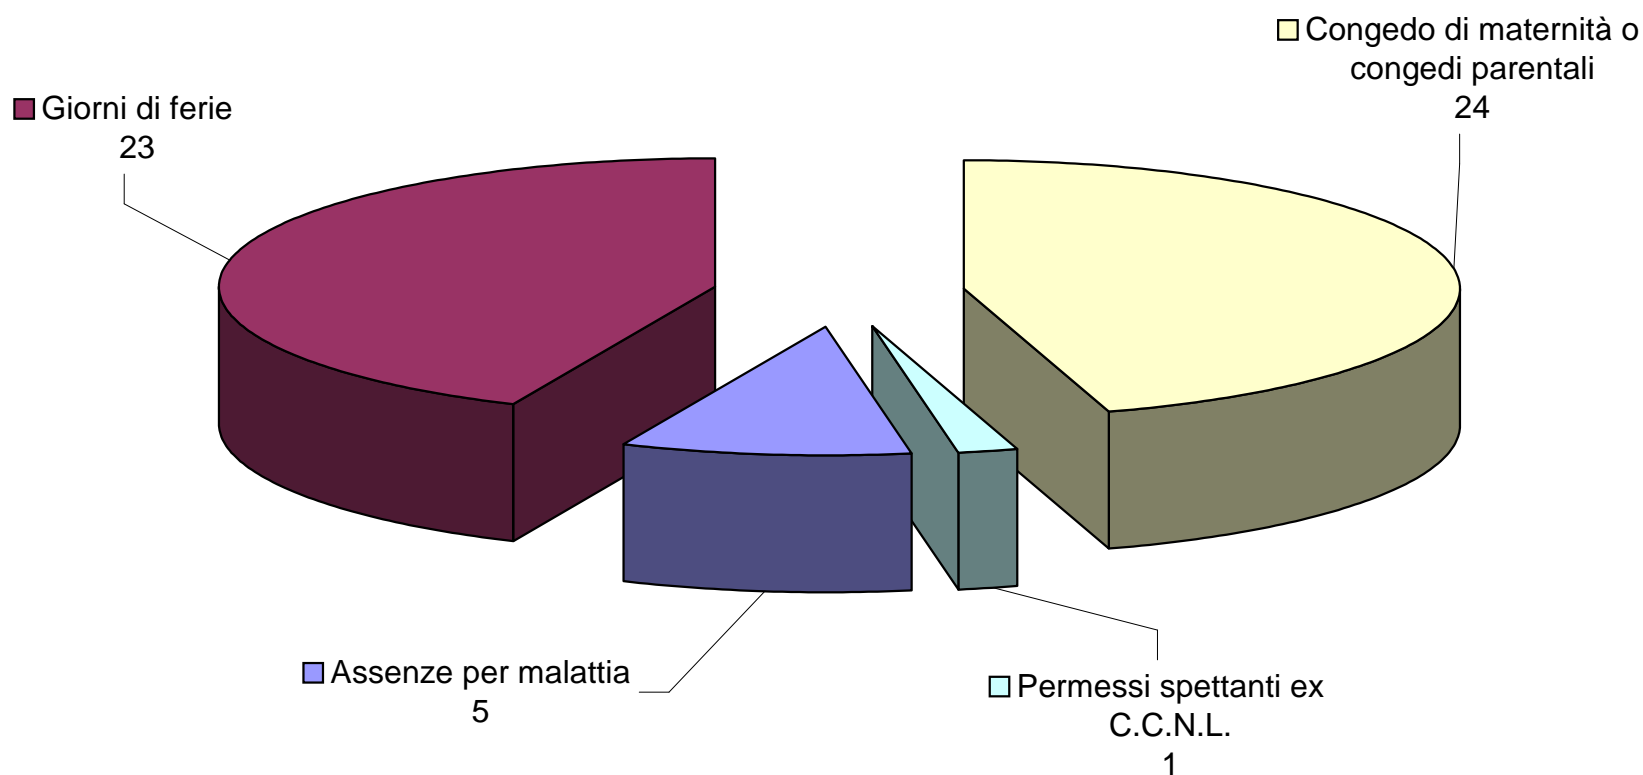 Congedo di maternità o
congedi parentali
24
Giorni di ferie
23
Assenze per malattia
5
Permessi spettanti ex
C.C.N.L.
1